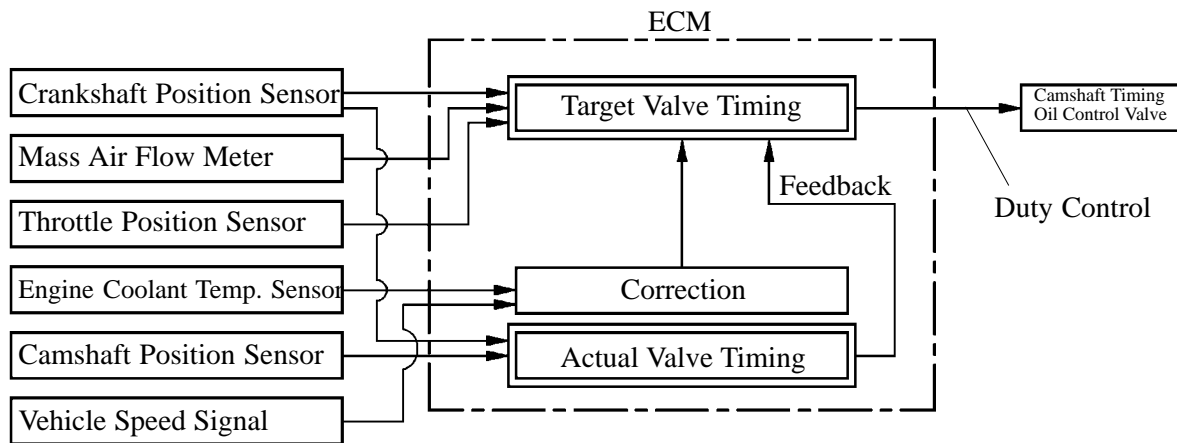 ECM
Crankshaft Position Sensor
Mass Air Flow Meter
Throttle Position Sensor
Engine Coolant Temp. Sensor
Camshaft Position Sensor
Vehicle Speed Signal
Target Valve Timing
Feedback
Correction
Actual Valve Timing
Camshaft Timing
Oil Control Valve
Duty Control